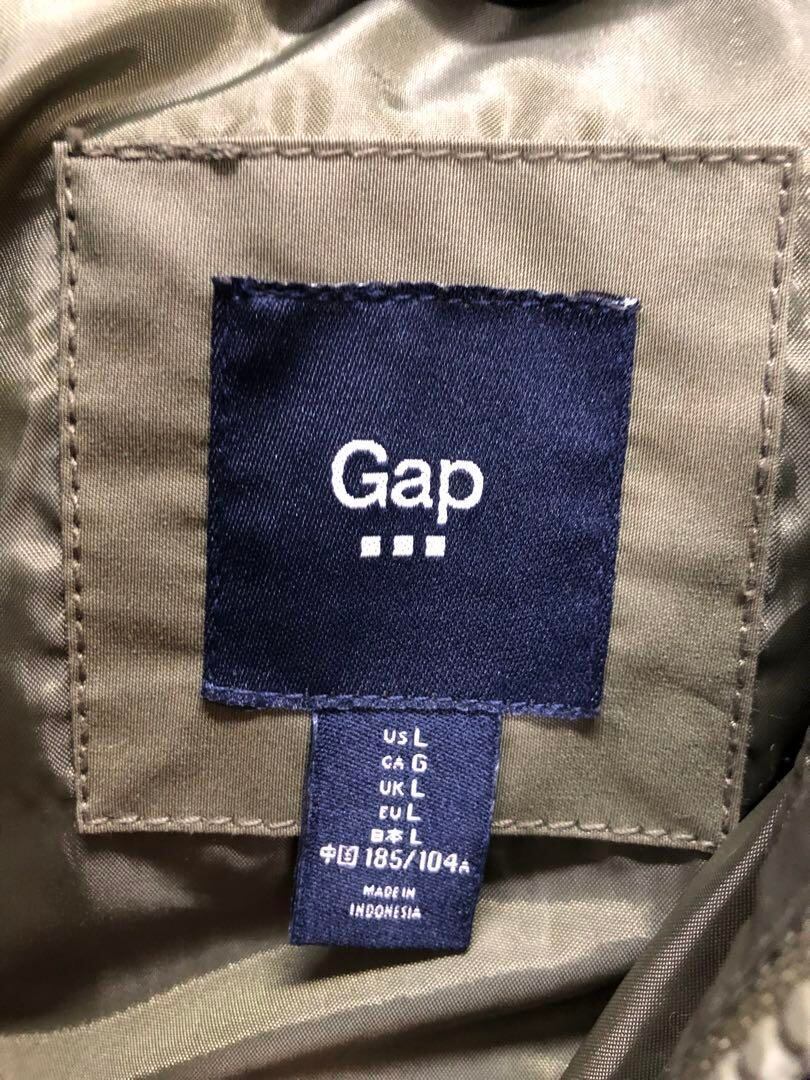 Gap
US L
CA G
UK L
EU L
日本 L
中国 185/104A
MADE IN
INDONESIA